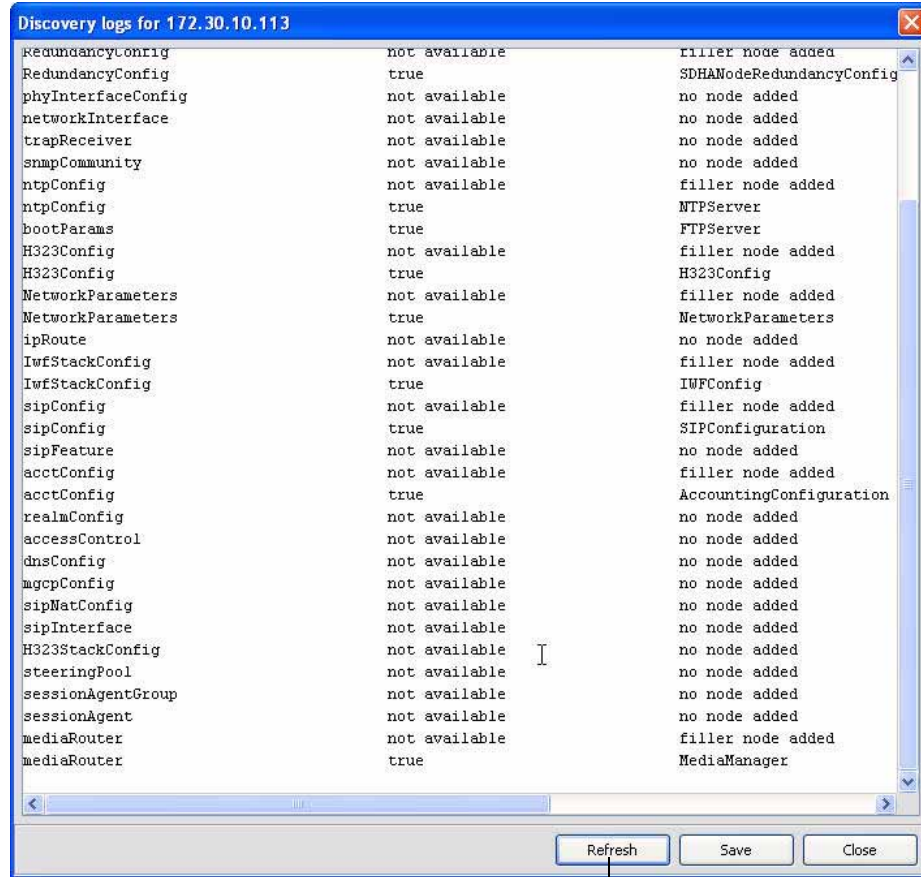 Discovery logs for 172.30.10.113
RedundancyConfig not available filler node added
RedundancyConfig true SDHANodeRedundancyConfig
phyInterfaceConfig not available no node added
networkInterface not available no node added
trapReceiver not available no node added
snmpCommunity not available no node added
ntpConfig not available filler node added
ntpConfig true NTPServer
bootParams true FTPServer
H323Config not available filler node added
H323Config true H323Config
NetworkParameters not available filler node added
NetworkParameters true NetworkParameters
ipRoute not available no node added
IwfStackConfig not available filler node added
IwfStackConfig true IWFConfig
sipConfig not available filler node added
sipConfig true SIPConfiguration
sipFeature not available no node added
acctConfig not available filler node added
acctConfig true AccountingConfiguration
realmConfig not available no node added
accessControl not available no node added
dnsConfig not available no node added
mgcpConfig not available no node added
sipNatConfig not available no node added
sipInterface not available no node added
H323StackConfig not available no node added
steeringPool not available no node added
sessionAgentGroup not available no node added
sessionAgent not available no node added
mediaRouter not available filler node added
mediaRouter true MediaManager
Refresh Save Close